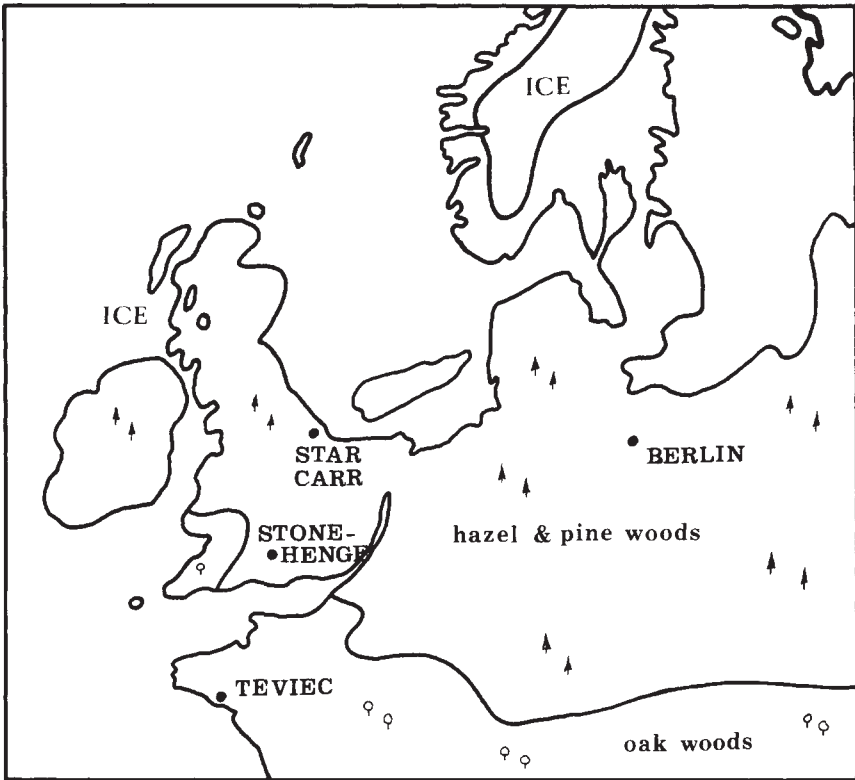 ICE
ICE
STAR
CARR
BERLIN
STONE-
HENGE
hazel & pine woods
TEVIEC
oak woods